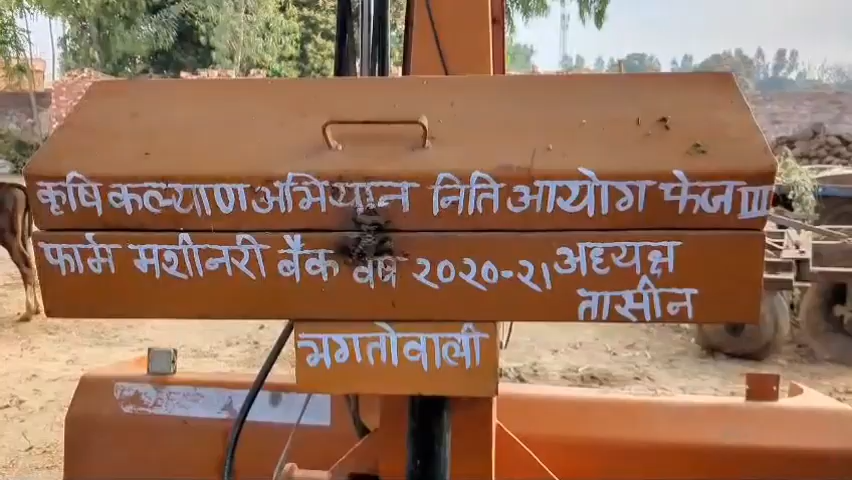 कृषि कल्याण अभियान निति आयोग फेज III
फार्म मशीनरी बैंक वर्ष २०२०-२१ अध्यक्ष
तासीन
भगतोवाली